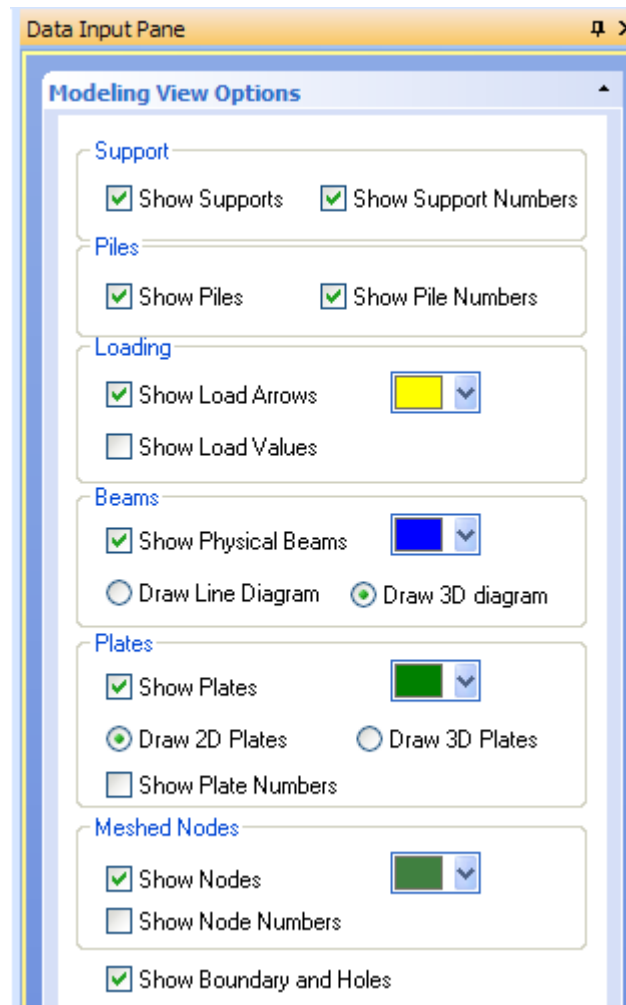 Data Input Pane
Modeling View Options
Support
Show Supports Show Support Numbers
Piles
Show Piles Show Pile Numbers
Loading
Show Load Arrows
Show Load Values
Beams
Show Physical Beams
Draw Line Diagram Draw 3D diagram
Plates
Show Plates
Draw 2D Plates Draw 3D Plates
Show Plate Numbers
Meshed Nodes
Show Nodes
Show Node Numbers
Show Boundary and Holes